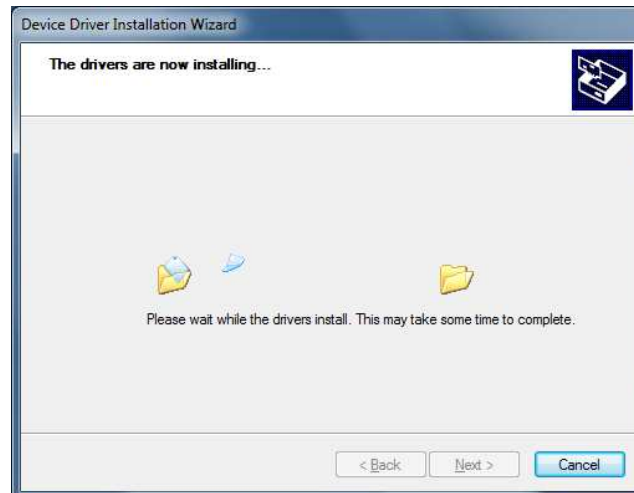 Device Driver Installation Wizard
The drivers are now installing...
Please wait while the drivers install. This may take some time to complete.
< Back Next > Cancel